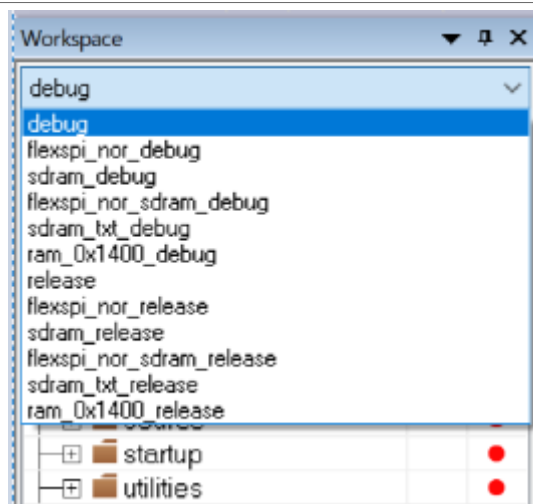 Workspace
debug
debug
flexspi_nor_debug
sdram_debug
flexspi_nor_sdram_debug
sdram_txt_debug
ram_0x1400_debug
release
flexspi_nor_release
sdram_release
flexspi_nor_sdram_release
sdram_txt_release
ram_0x1400_release
startup
utilities